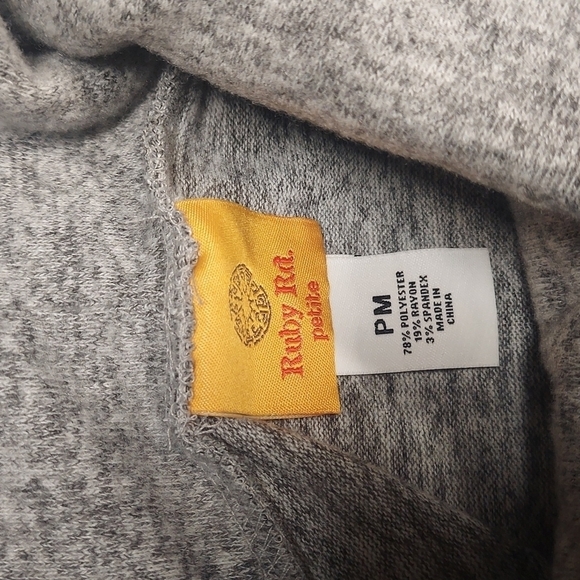 Ruby Rd.
petite
PM
78% POLYESTER
19% RAYON
3% SPANDEX
MADE IN
CHINA